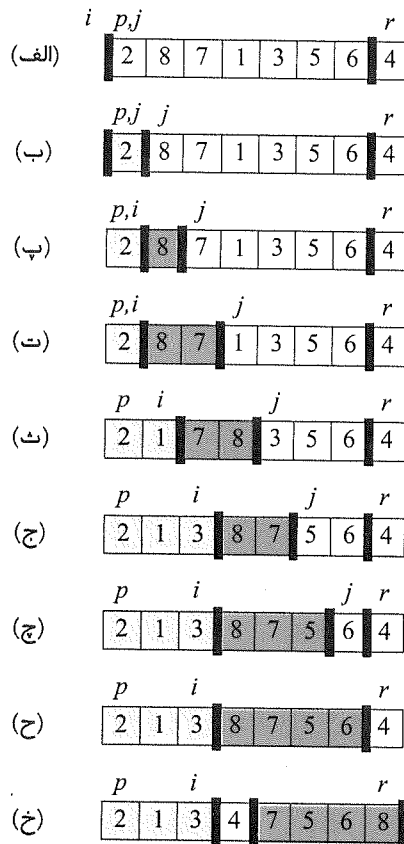 i p,j r
(الف) 2 8 7 1 3 5 6 4
p,j j r
(ب) 2 8 7 1 3 5 6 4
p,i j r
(پ) 2 8 7 1 3 5 6 4
p,i j r
(ت) 2 8 7 1 3 5 6 4
p i j r
(ث) 2 1 7 8 3 5 6 4
p i j r
(ج) 2 1 3 8 7 5 6 4
p i j r
(چ) 2 1 3 8 7 5 6 4
p i r
(ح) 2 1 3 8 7 5 6 4
p i r
(خ) 2 1 3 4 7 5 6 8